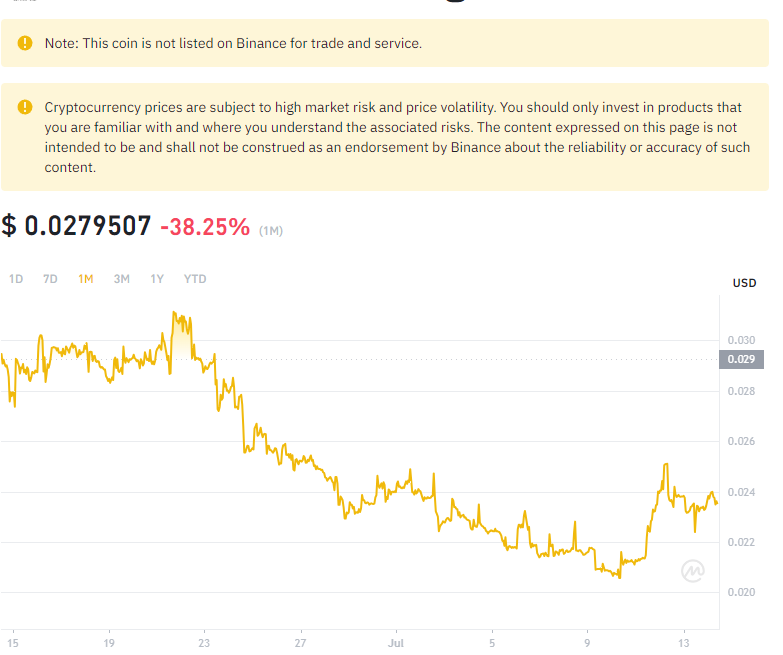 Note: This coin is not listed on Binance for trade and service.
Cryptocurrency prices are subject to high market risk and price volatility. You should only invest in products that
you are familiar with and where you understand the associated risks. The content expressed on this page is not
intended to be and shall not be construed as an endorsement by Binance about the reliability or accuracy of such
content.
$ 0.0279507 -38.25% (1M)
1D 7D 1M 3M 1Y YTD
USD
0.030
0.029
0.028
0.026
0.024
0.022
0.020
15 19 23 27 Jul 5 9 13